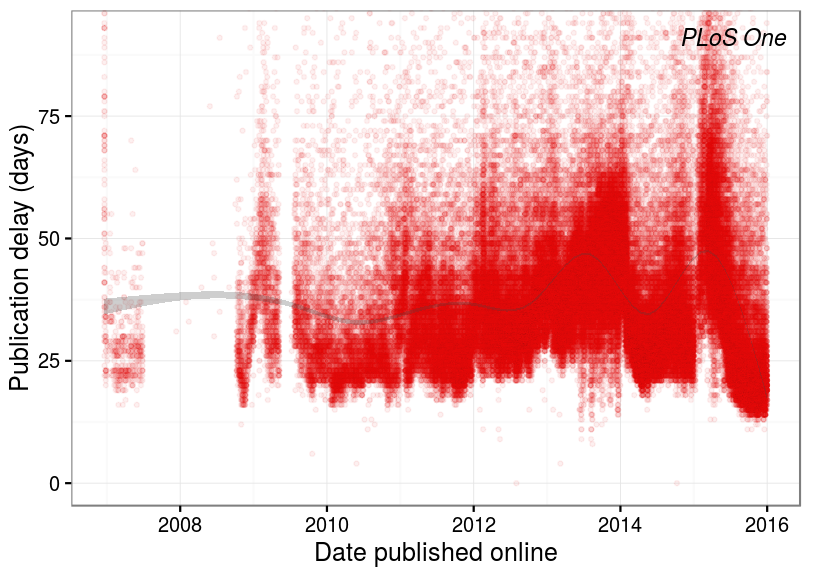 PLoS One
Publication delay (days)
75
50
25
0
2008 2010 2012 2014 2016
Date published online